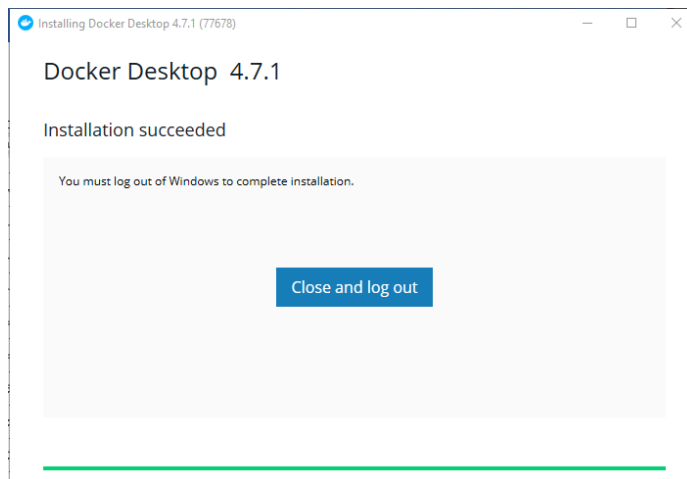 Installing Docker Desktop 4.7.1 (77678)
Docker Desktop 4.7.1
Installation succeeded
You must log out of Windows to complete installation.
Close and log out